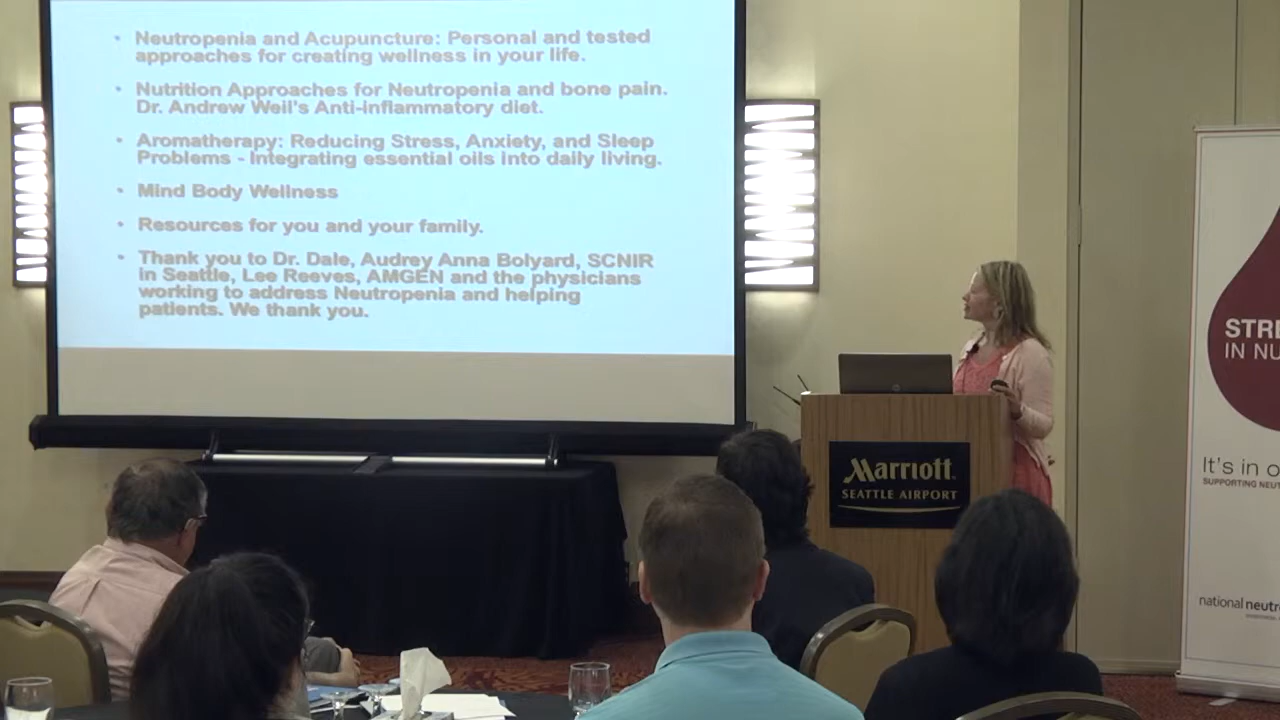 Neutropenia and Acupuncture: Personal and tested
approaches for creating wellness in your life.
Nutrition Approaches for Neutropenia and bone pain.
Dr. Andrew Weil's Anti-inflammatory diet.
Aromatherapy: Reducing Stress, Anxiety, and Sleep
Problems - Integrating essential oils into daily living.
Mind Body Wellness
Resources for you and your family.
Thank you to Dr. Dale, Audrey Anna Bolyard, SCNIR
in Seattle, Lee Reeves, AMGEN and the physicians
working to address Neutropenia and helping
patients. We thank you.
Marriott
SEATTLE AIRPORT
STRE
IN NU
It's in o
SUPPORTING NEUT
national neutr